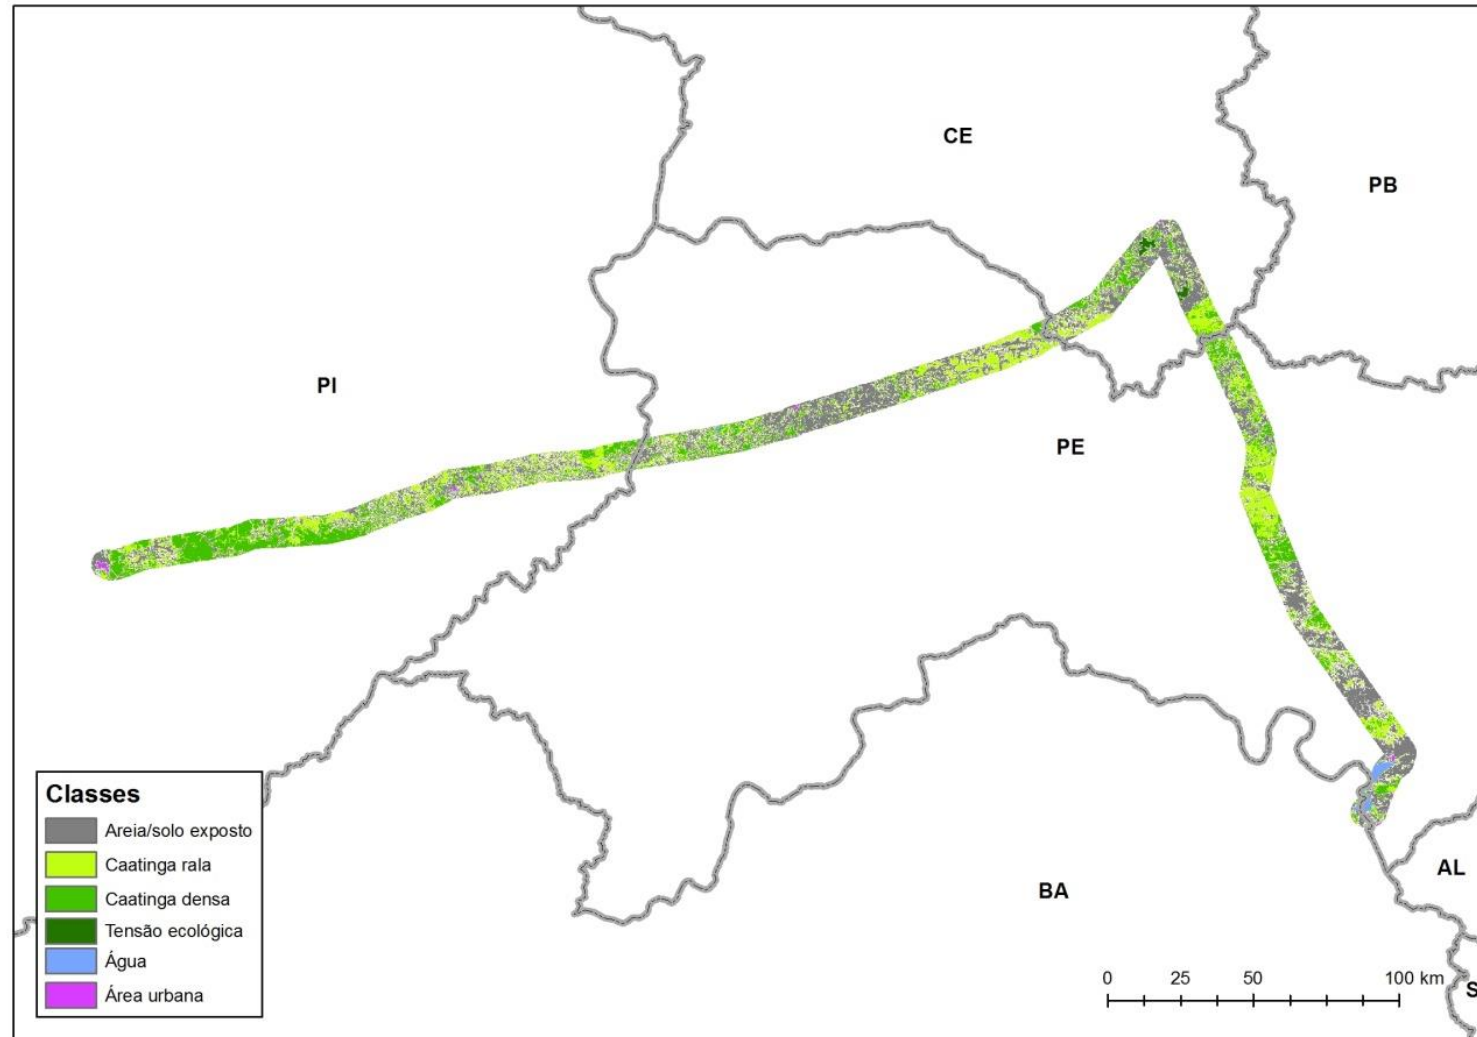 CE
PB
PI
PE
Classes
Areia/solo exposto
Caatinga rala
Caatinga densa
Tensão ecológica
Água
Área urbana
BA
AL
0 25 50 100 km
S